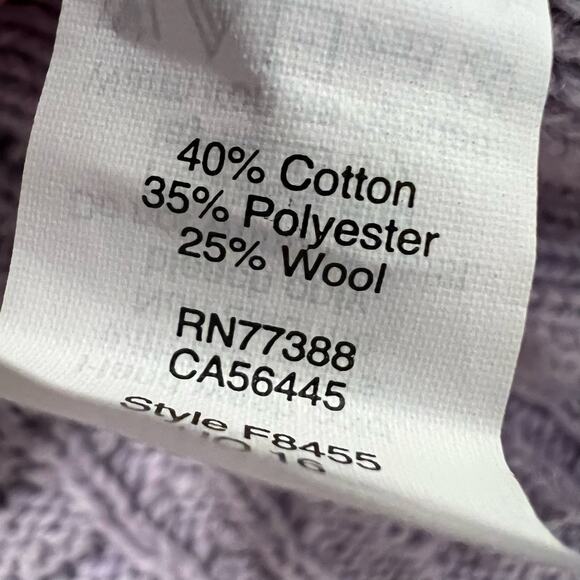 40% Cotton
35% Polyester
25% Wool
RN77388
CA56445
Style F8455